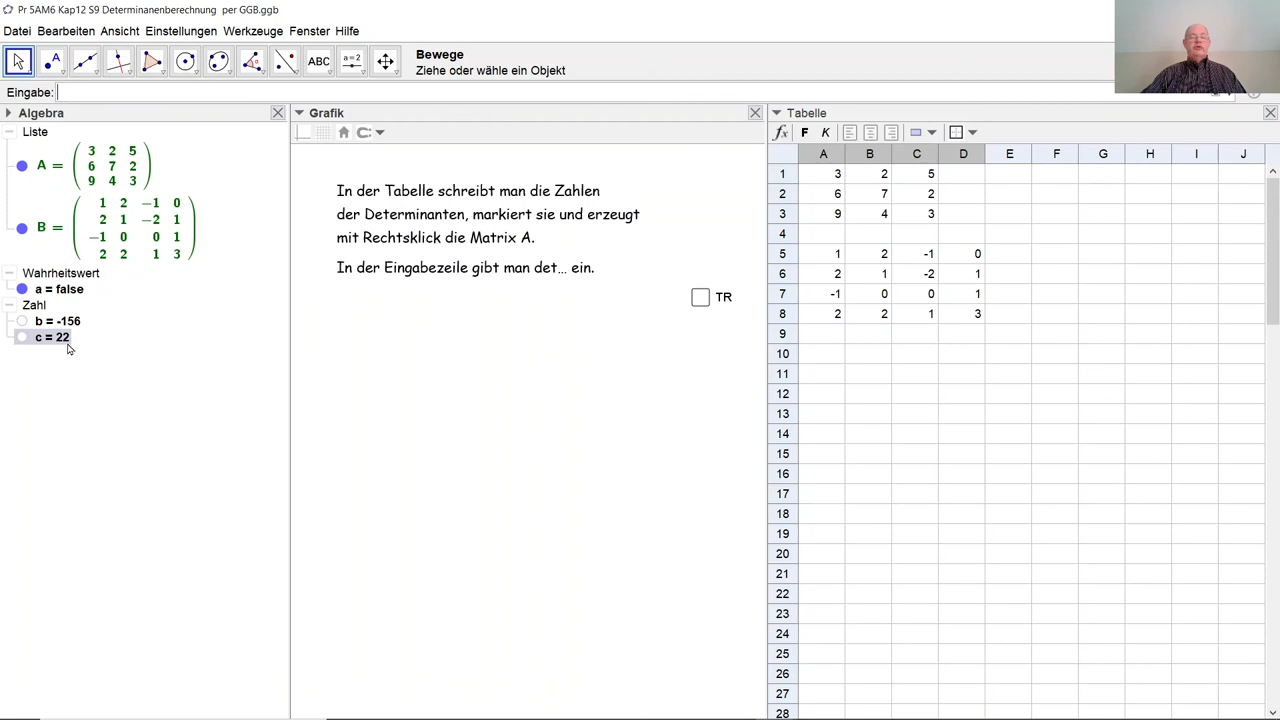 Pr 5AM6 Kap12 S9 Determinanenberechnung per GGB.ggb
Datei Bearbeiten Ansicht Einstellungen Werkzeuge Fenster Hilfe
A ABC a=2 Bewege
Ziehe oder wähle ein Objekt
Eingabe:
Algebra Grafik Tabelle
Liste
A = 3 2 5
6 7 2
9 4 3
B = 1 2 −1 0
2 1 −2 1
−1 0 0 1
2 2 1 3
Wahrheitswert
a = false
Zahl
b = -156
c = 22
In der Tabelle schreibt man die Zahlen
der Determinanten, markiert sie und erzeugt
mit Rechtsklick die Matrix A.
In der Eingabezeile gibt man det... ein.
TR
fx F K
A B C D E F G H I J
1 3 2 5
2 6 7 2
3 9 4 3
4
5 1 2 -1 0
6 2 1 -2 1
7 -1 0 0 1
8 2 2 1 3
9
10
11
12
13
14
15
16
17
18
19
20
21
22
23
24
25
26
27
28